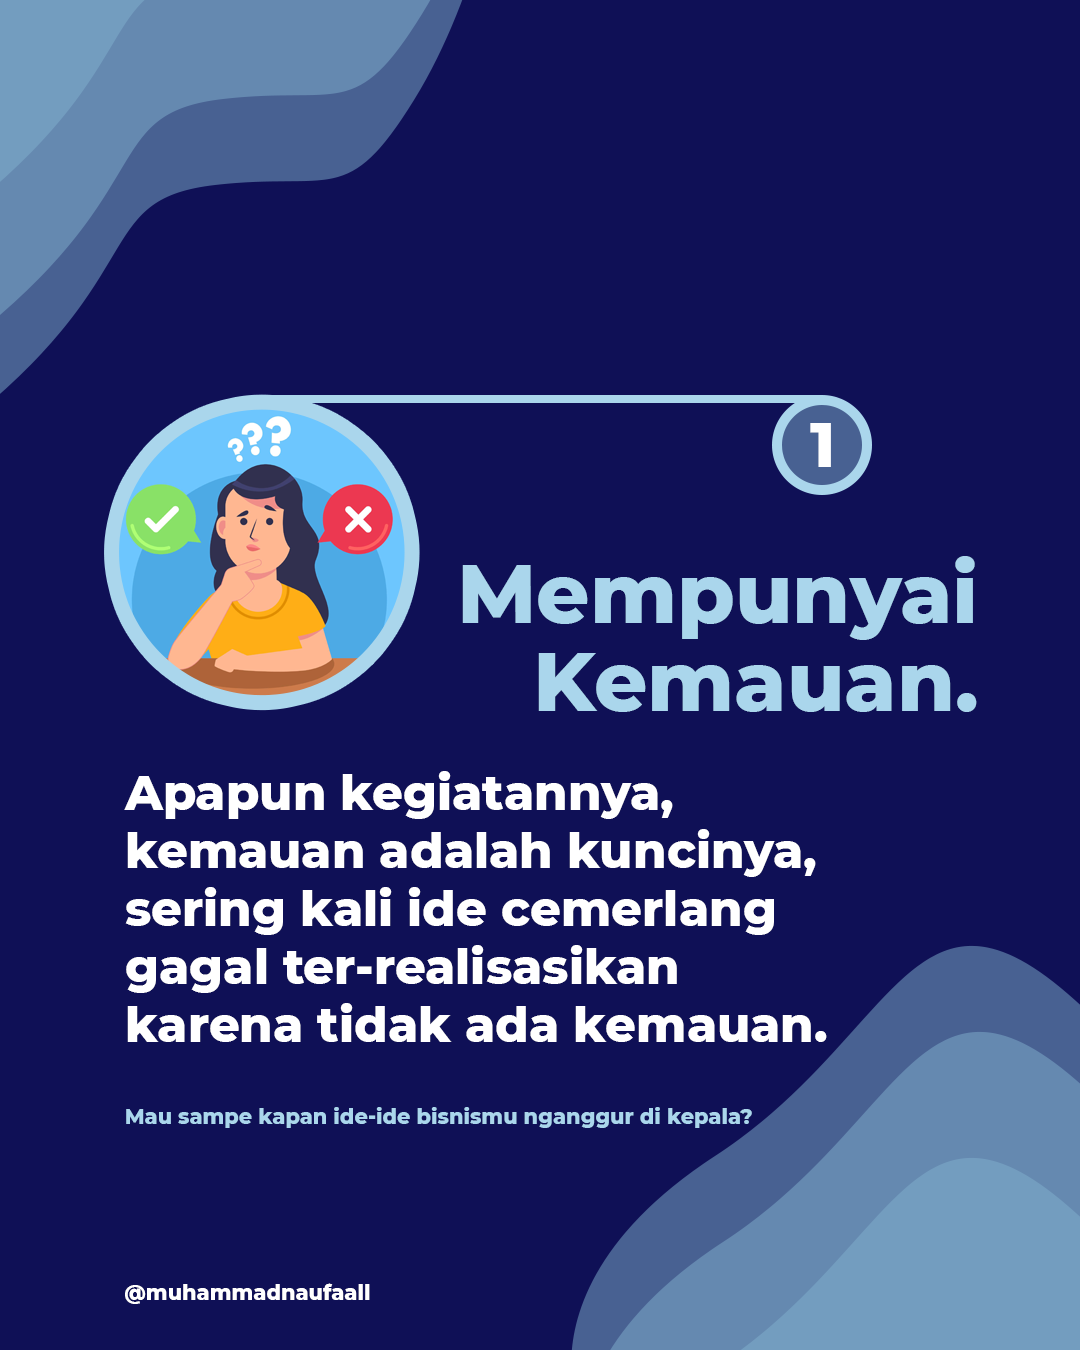 ???
1
Mempunyai
Kemauan.
Apapun kegiatannya,
kemauan adalah kuncinya,
sering kali ide cemerlang
gagal ter-realisasikan
karena tidak ada kemauan.
Mau sampe kapan ide-ide bisnismu nganggur di kepala?
@muhammadnaufaall